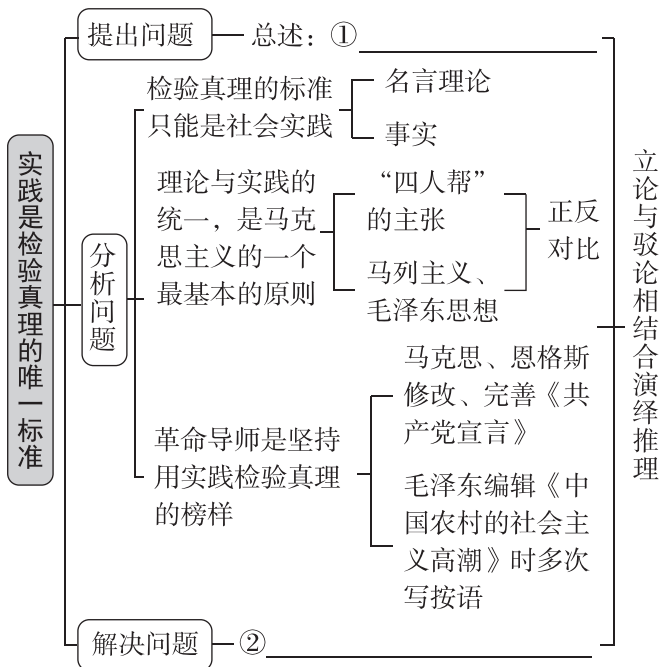 实践是检验真理的唯一标准
提出问题
总述：①
分析问题
检验真理的标准
只能是社会实践
名言理论
事实
理论与实践的
统一，是马克
思主义的一个
最基本的原则
“四人帮”
的主张
马列主义、
毛泽东思想
正反
对比
革命导师是坚持
用实践检验真理
的榜样
马克思、恩格斯
修改、完善《共
产党宣言》
毛泽东编辑《中
国农村的社会主
义高潮》时多次
写按语
解决问题
②
立论与驳论相结合演绎推理